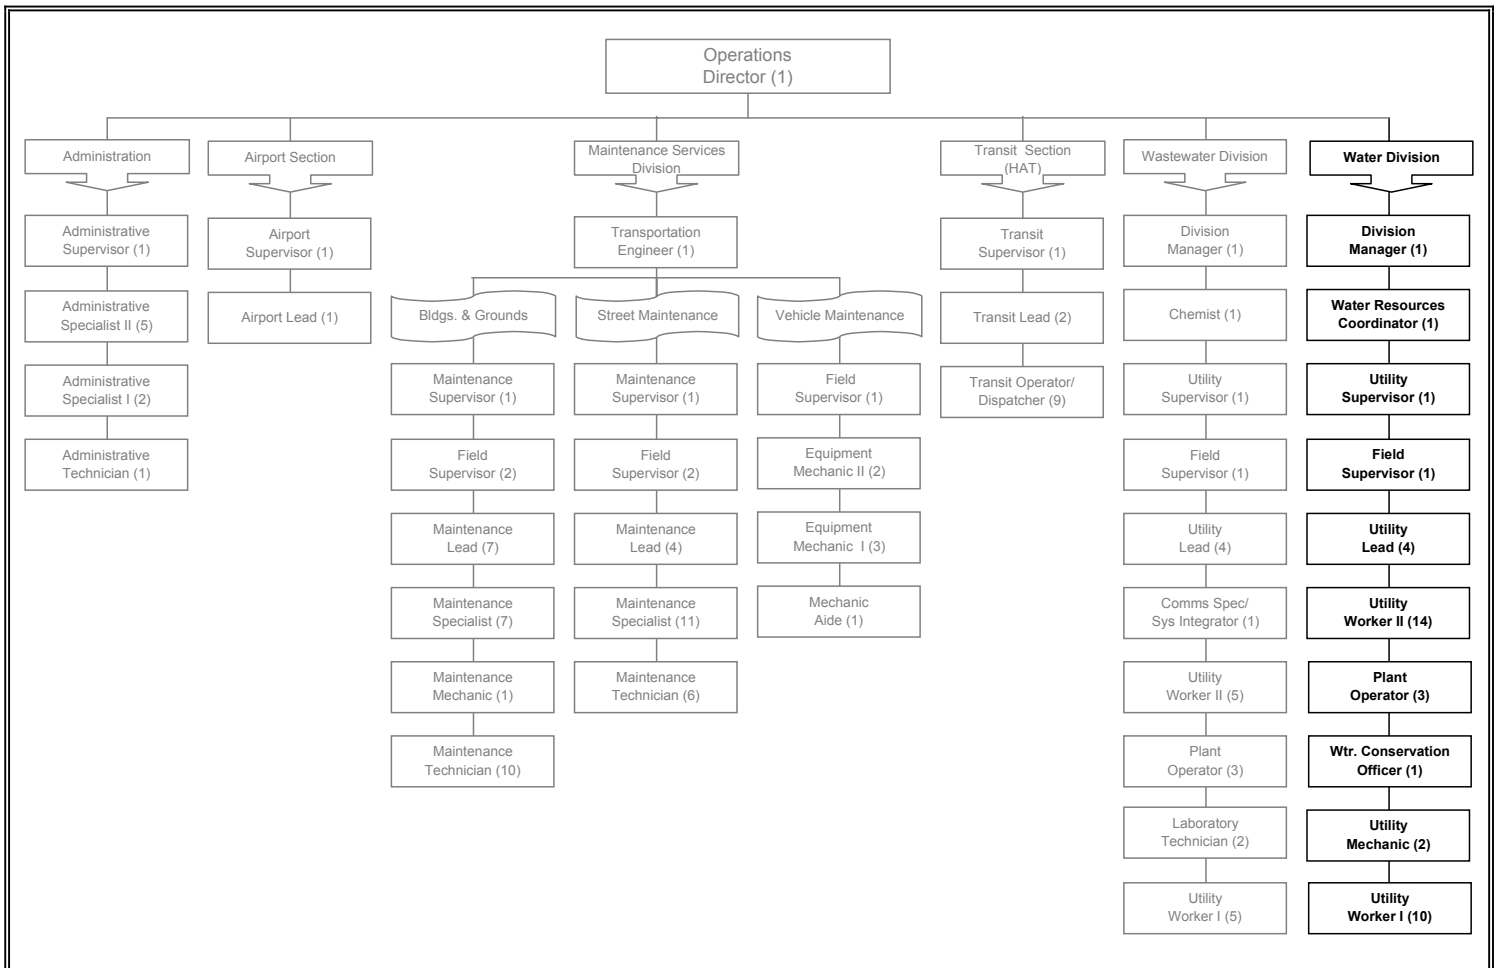 Operations
Director (1)
Administration
Airport Section
Maintenance Services
Division
Transit Section
(HAT)
Wastewater Division
Water Division
Administrative
Supervisor (1)
Administrative
Specialist II (5)
Administrative
Specialist I (2)
Administrative
Technician (1)
Airport
Supervisor (1)
Airport Lead (1)
Transportation
Engineer (1)
Bldgs. & Grounds
Maintenance
Supervisor (1)
Field
Supervisor (2)
Maintenance
Lead (7)
Maintenance
Specialist (7)
Maintenance
Mechanic (1)
Maintenance
Technician (10)
Street Maintenance
Maintenance
Supervisor (1)
Field
Supervisor (2)
Maintenance
Lead (4)
Maintenance
Specialist (11)
Maintenance
Technician (6)
Vehicle Maintenance
Field
Supervisor (1)
Equipment
Mechanic II (2)
Equipment
Mechanic I (3)
Mechanic
Aide (1)
Transit
Supervisor (1)
Transit Lead (2)
Transit Operator/
Dispatcher (9)
Division
Manager (1)
Chemist (1)
Utility
Supervisor (1)
Field
Supervisor (1)
Utility
Lead (4)
Comms Spec/
Sys Integrator (1)
Utility
Worker II (5)
Plant
Operator (3)
Laboratory
Technician (2)
Utility
Worker I (5)
Division
Manager (1)
Water Resources
Coordinator (1)
Utility
Supervisor (1)
Field
Supervisor (1)
Utility
Lead (4)
Utility
Worker II (14)
Plant
Operator (3)
Wtr. Conservation
Officer (1)
Utility
Mechanic (2)
Utility
Worker I (10)